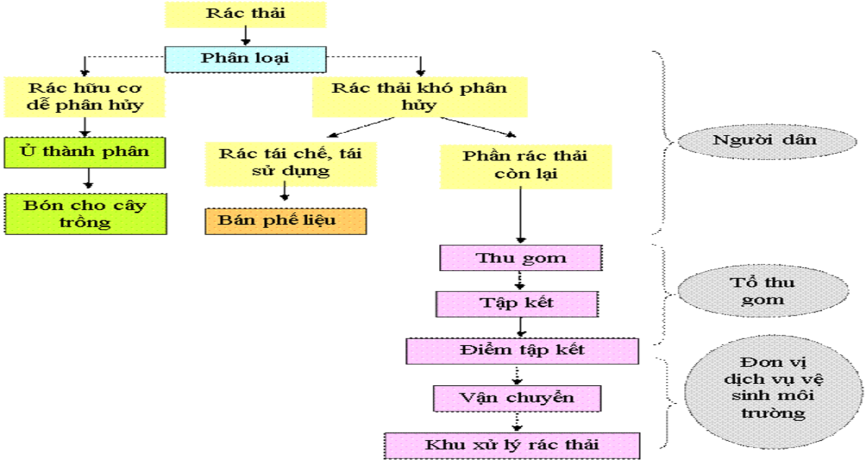 Rác thải
Phân loại
Rác hữu cơ
dễ phân hủy
Rác thải khó phân
hủy
Ủ thành phân
Rác tái chế, tái
sử dụng
Phần rác thải
còn lại
Người dân
Bón cho cây
trồng
Bán phế liệu
Thu gom
Tập kết
Tổ thu
gom
Điểm tập kết
Vận chuyển
Khu xử lý rác thải
Đơn vị
dịch vụ vệ
sinh môi
trường